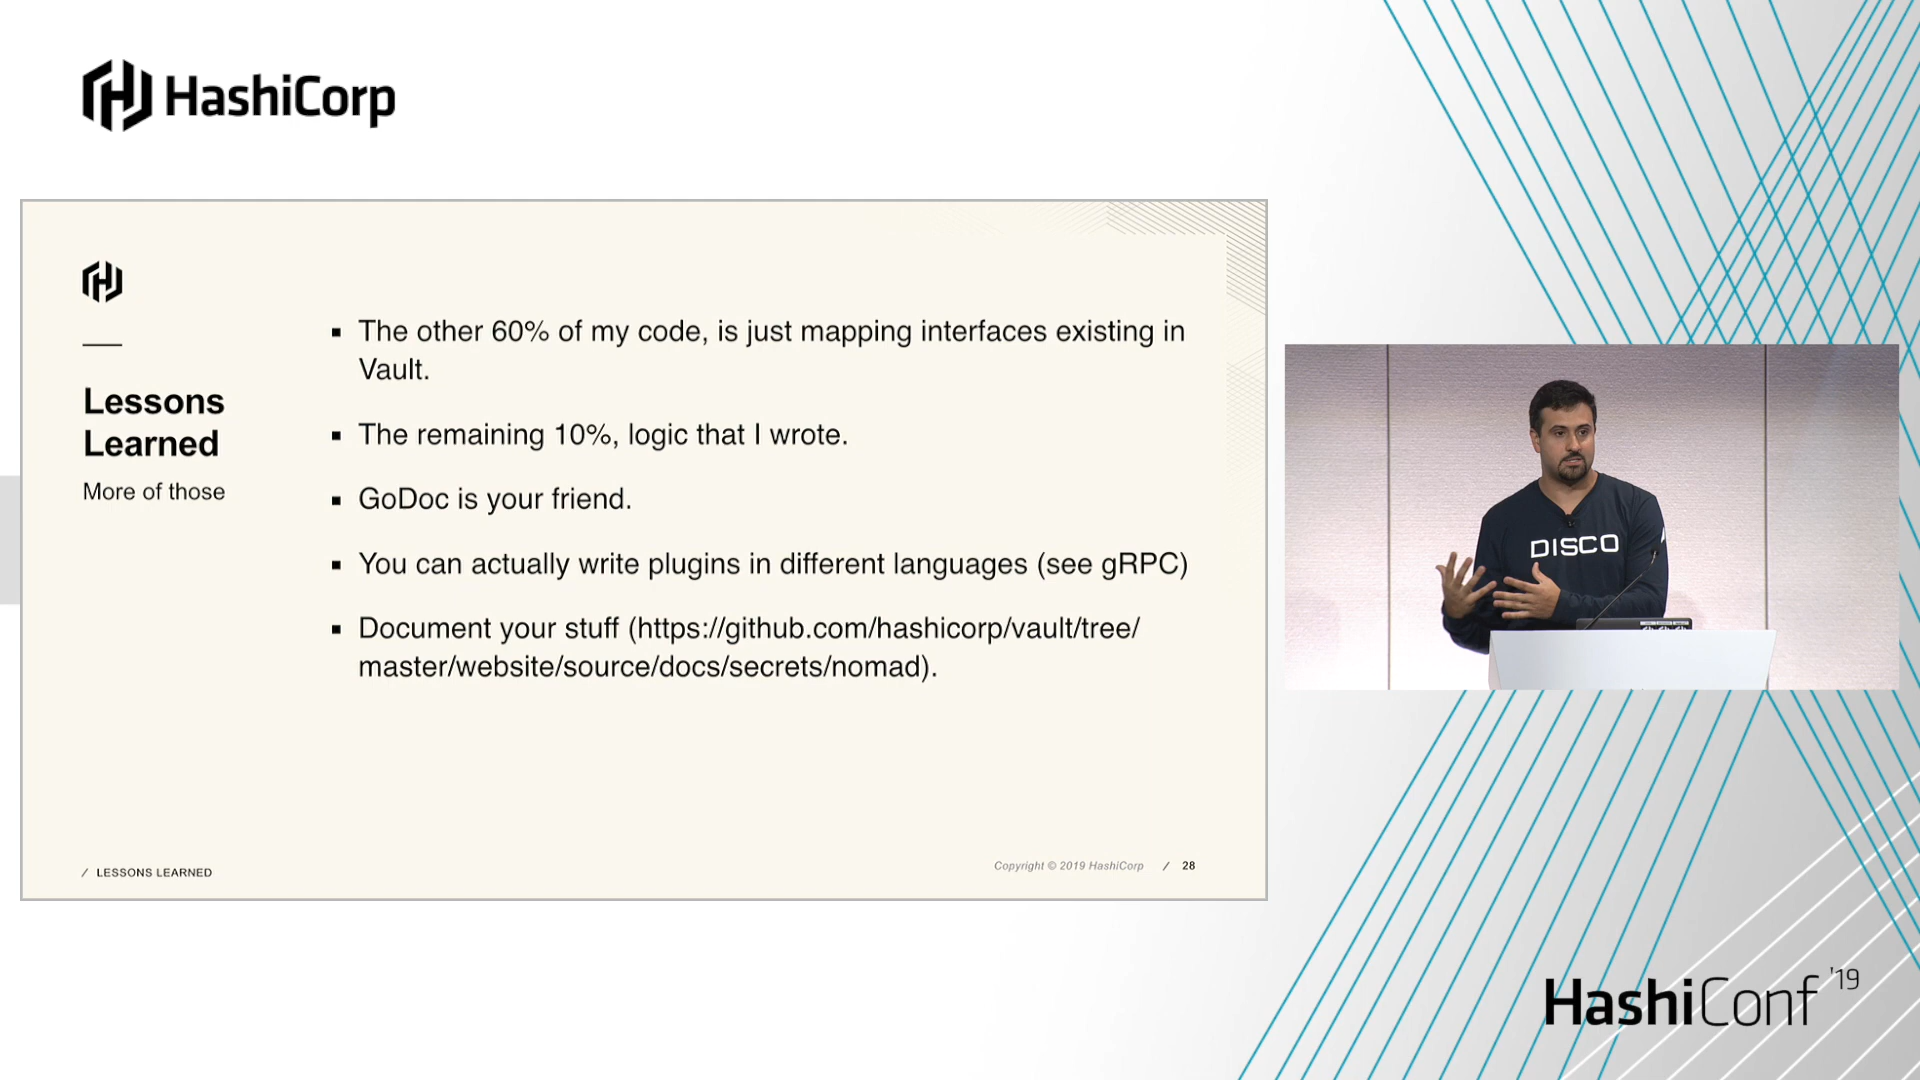 HashiCorp
Lessons
Learned
More of those
▪ The other 60% of my code, is just mapping interfaces existing in
Vault.
▪ The remaining 10%, logic that I wrote.
▪ GoDoc is your friend.
▪ You can actually write plugins in different languages (see gRPC)
▪ Document your stuff (https://github.com/hashicorp/vault/tree/
master/website/source/docs/secrets/nomad).
/ LESSONS LEARNED
Copyright © 2019 HashiCorp / 28
DISCO
HashiConf '19